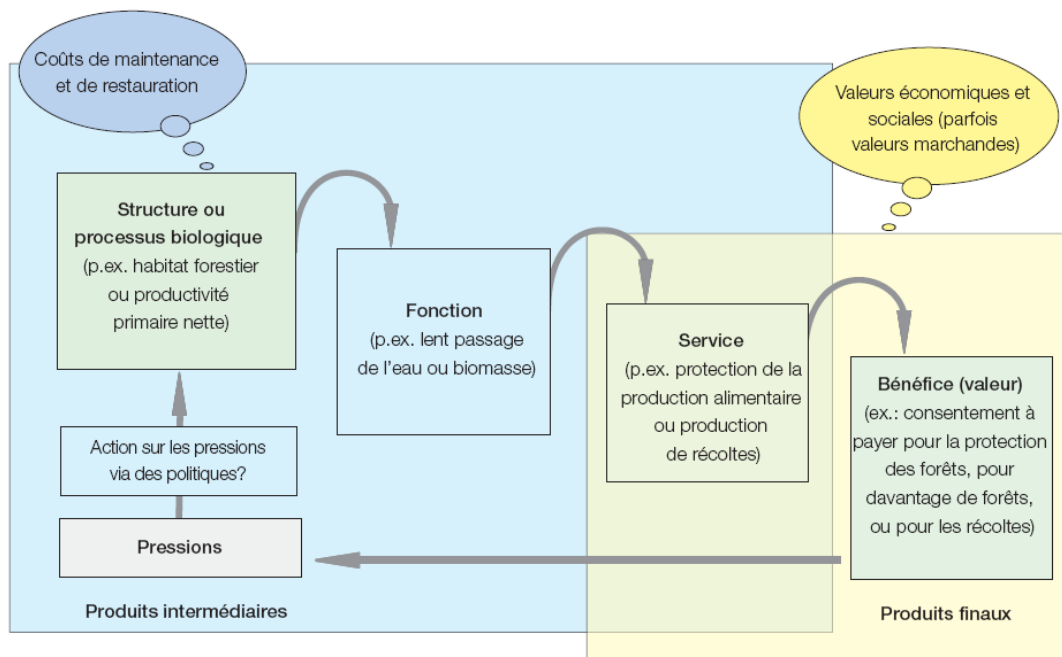 Coûts de maintenance
et de restauration
Valeurs économiques et
sociales (parfois
valeurs marchandes)
Structure ou
processus biologique
(p.ex. habitat forestier
ou productivité
primaire nette)
Fonction
(p.ex. lent passage
de l'eau ou biomasse)
Service
(p.ex. protection de la
production alimentaire
ou production
de récoltes)
Bénéfice (valeur)
(ex.: consentement à
payer pour la protection
des forêts, pour
davantage de forêts,
ou pour les récoltes)
Action sur les pressions
via des politiques?
Pressions
Produits intermédiaires
Produits finaux